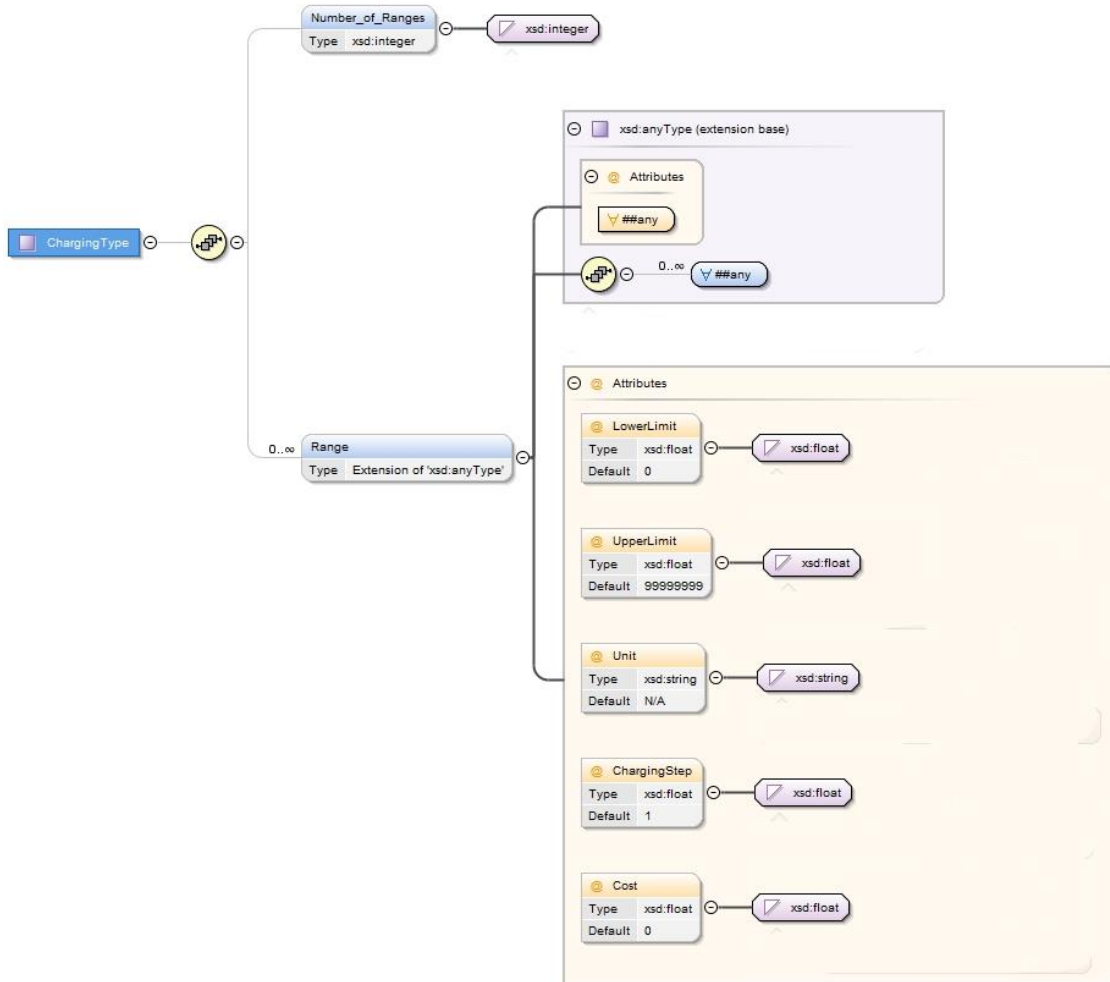 Number_of_Ranges
Type xsd:integer
xsd:integer
xsd:anyType (extension base)
@ Attributes
∀ ##any
ChargingType
0..∞ ∀ ##any
@ Attributes
@ LowerLimit
Type xsd:float
Default 0
xsd:float
0..∞
Range
Type Extension of 'xsd:anyType'
@ UpperLimit
Type xsd:float
Default 99999999
xsd:float
@ Unit
Type xsd:string
Default N/A
xsd:string
@ ChargingStep
Type xsd:float
Default 1
xsd:float
@ Cost
Type xsd:float
Default 0
xsd:float